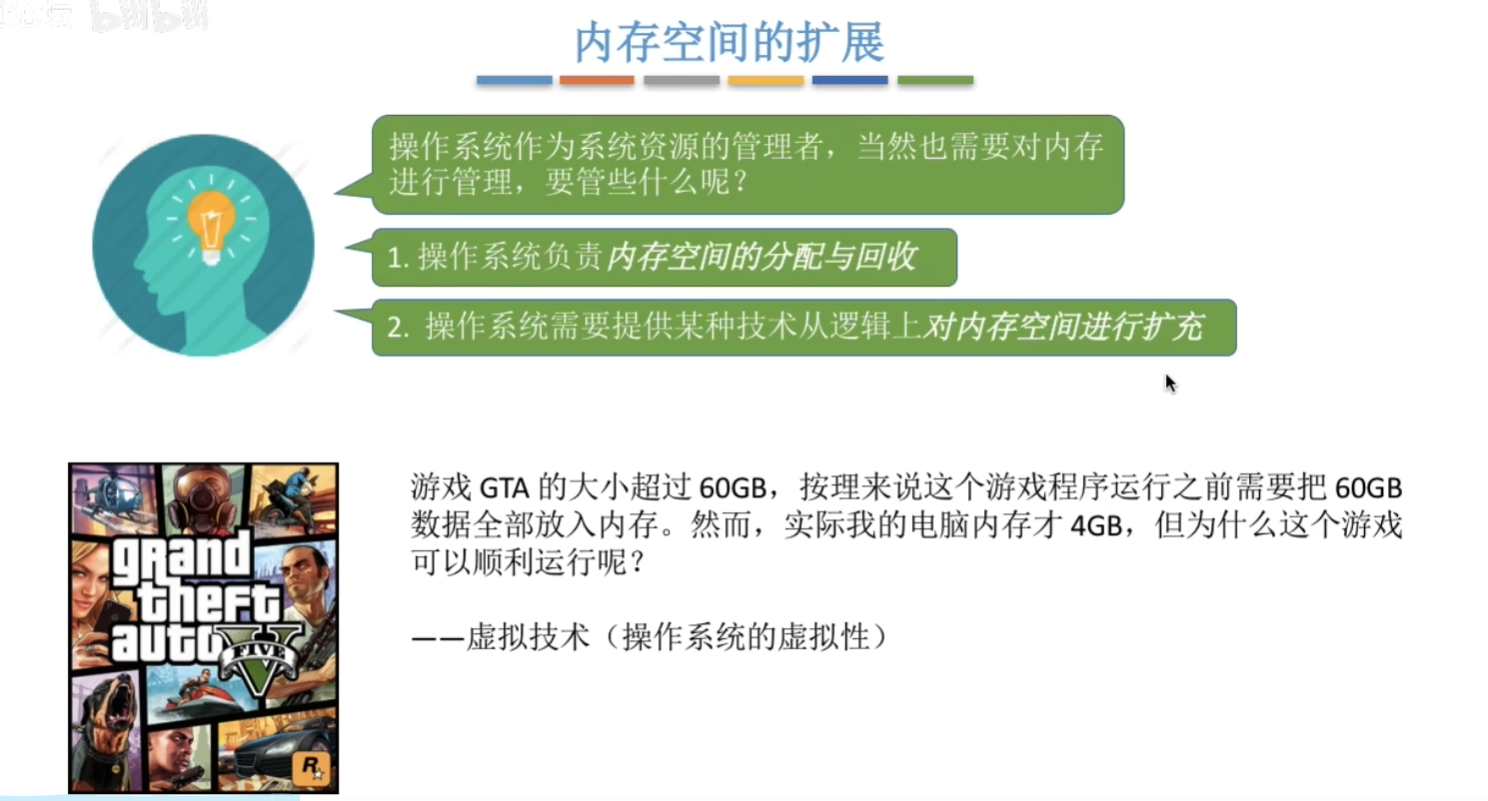 bilibili
内存空间的扩展
操作系统作为系统资源的管理者，当然也需要对内存
进行管理，要管些什么呢？
1. 操作系统负责内存空间的分配与回收
2. 操作系统需要提供某种技术从逻辑上对内存空间进行扩充
游戏 GTA 的大小超过 60GB，按理来说这个游戏程序运行之前需要把 60GB
数据全部放入内存。然而，实际我的电脑内存才 4GB，但为什么这个游戏
可以顺利运行呢？
——虚拟技术（操作系统的虚拟性）
grand
theft
auto
V
FIVE
R